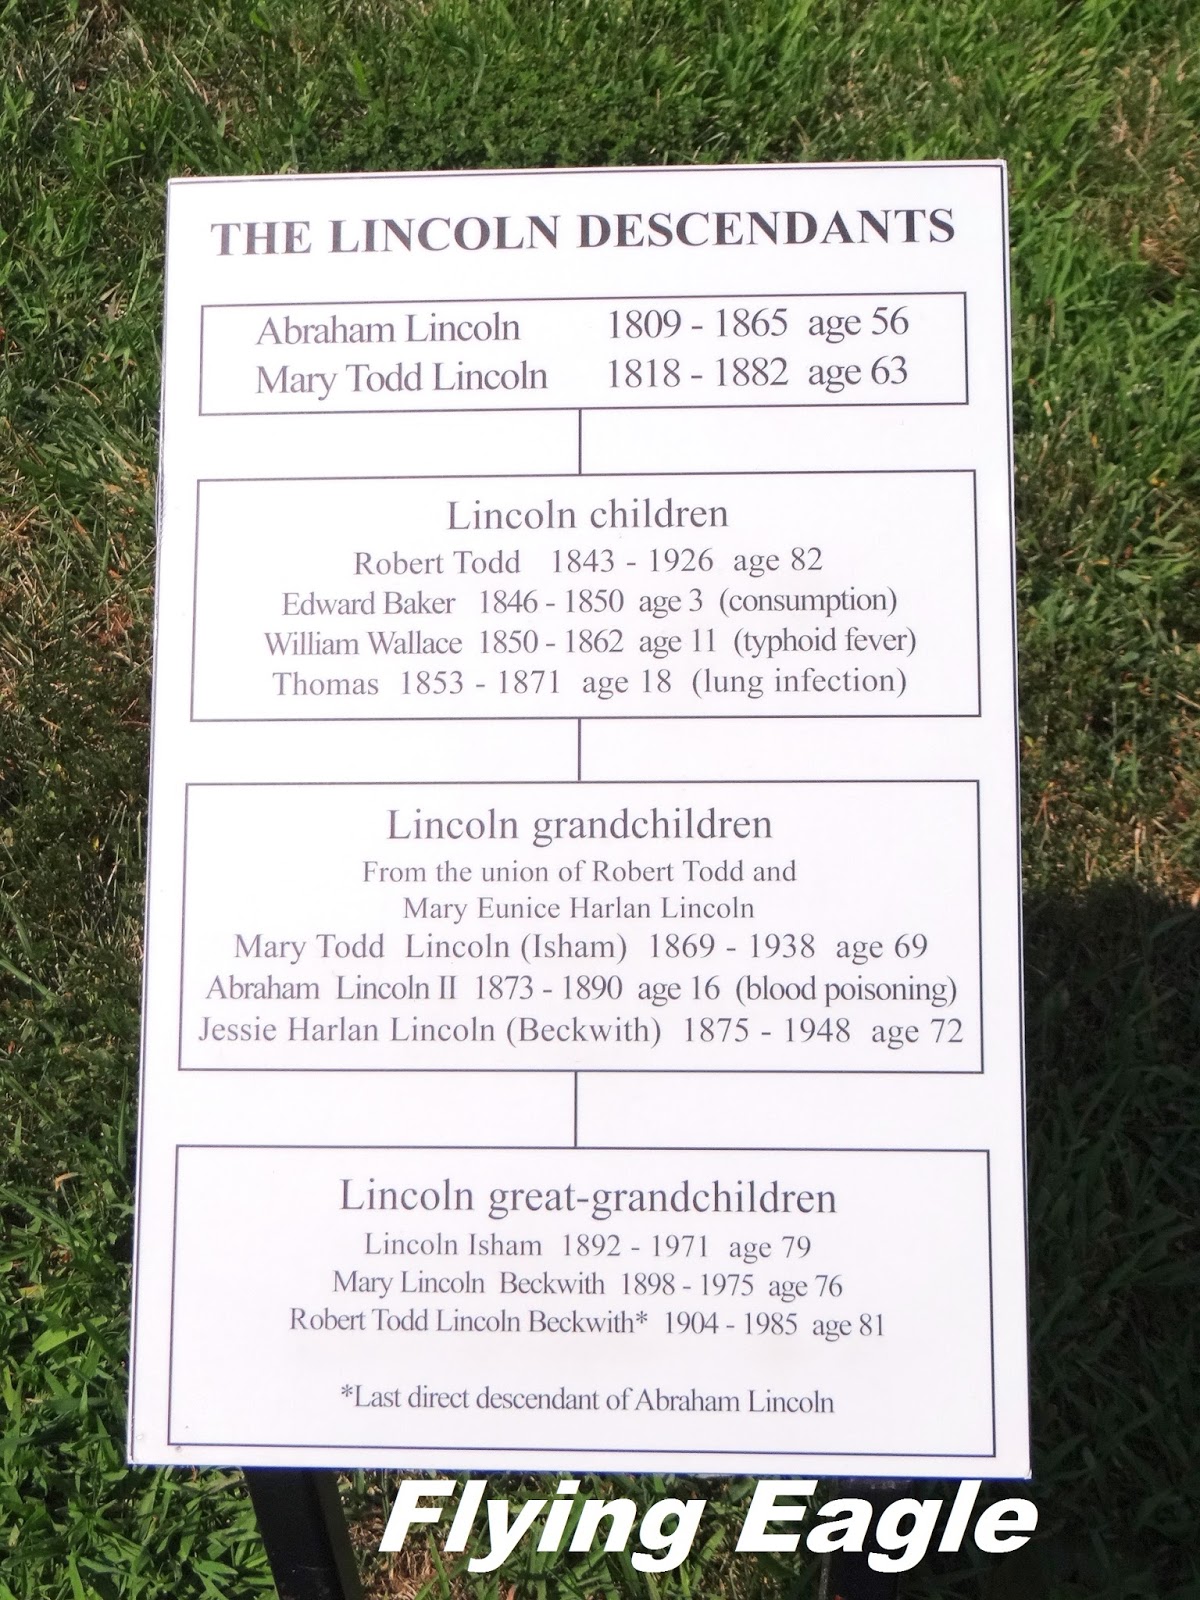 THE LINCOLN DESCENDANTS
Abraham Lincoln 1809 - 1865 age 56
Mary Todd Lincoln 1818 - 1882 age 63
Lincoln children
Robert Todd 1843 - 1926 age 82
Edward Baker 1846 - 1850 age 3 (consumption)
William Wallace 1850 - 1862 age 11 (typhoid fever)
Thomas 1853 - 1871 age 18 (lung infection)
Lincoln grandchildren
From the union of Robert Todd and
Mary Eunice Harlan Lincoln
Mary Todd Lincoln (Isham) 1869 - 1938 age 69
Abraham Lincoln II 1873 - 1890 age 16 (blood poisoning)
Jessie Harlan Lincoln (Beckwith) 1875 - 1948 age 72
Lincoln great-grandchildren
Lincoln Isham 1892 - 1971 age 79
Mary Lincoln Beckwith 1898 - 1975 age 76
Robert Todd Lincoln Beckwith* 1904 - 1985 age 81
*Last direct descendant of Abraham Lincoln
Flying Eagle